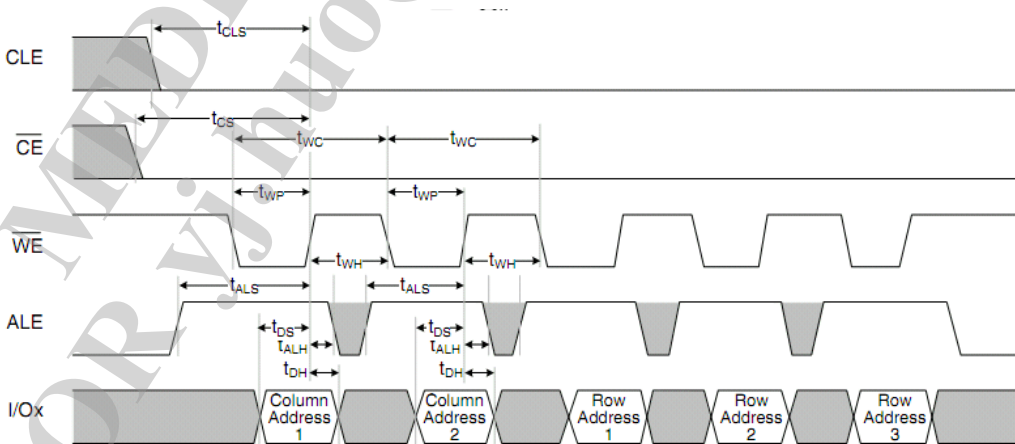 tCLS
CLE
tCS
CE
tWC
tWC
tWP
tWP
WE
tWH
tWH
tALS
tALS
ALE
tDS
tDS
tALH
tALH
tDH
tDH
I/Ox
Column
Address
1
Column
Address
2
Row
Address
1
Row
Address
2
Row
Address
3